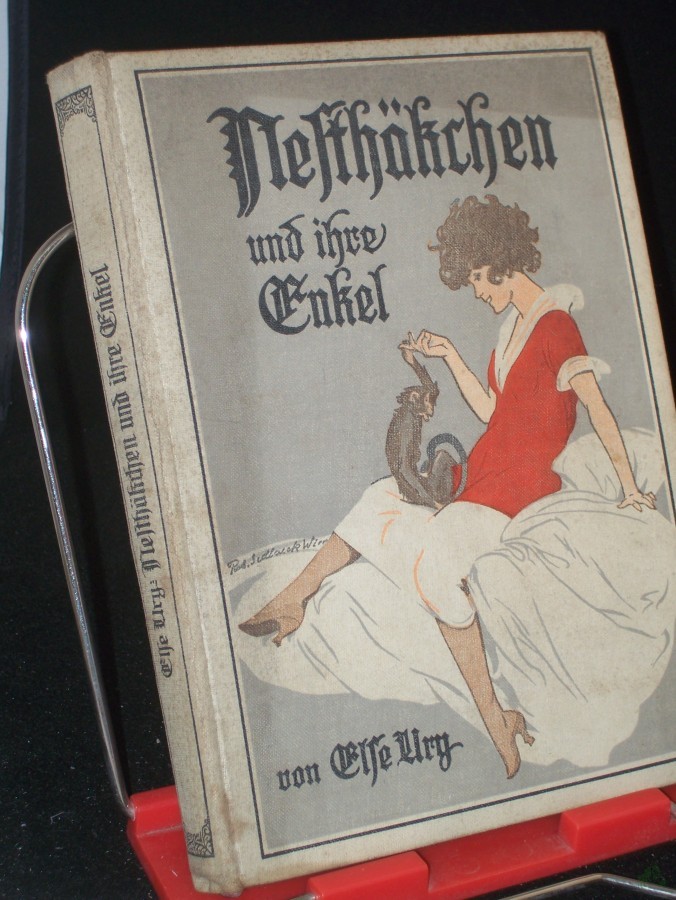 Nesthäkchen
und ihre
Enkel
von Else Ury
Else Ury: Nesthäkchen und ihre Enkel